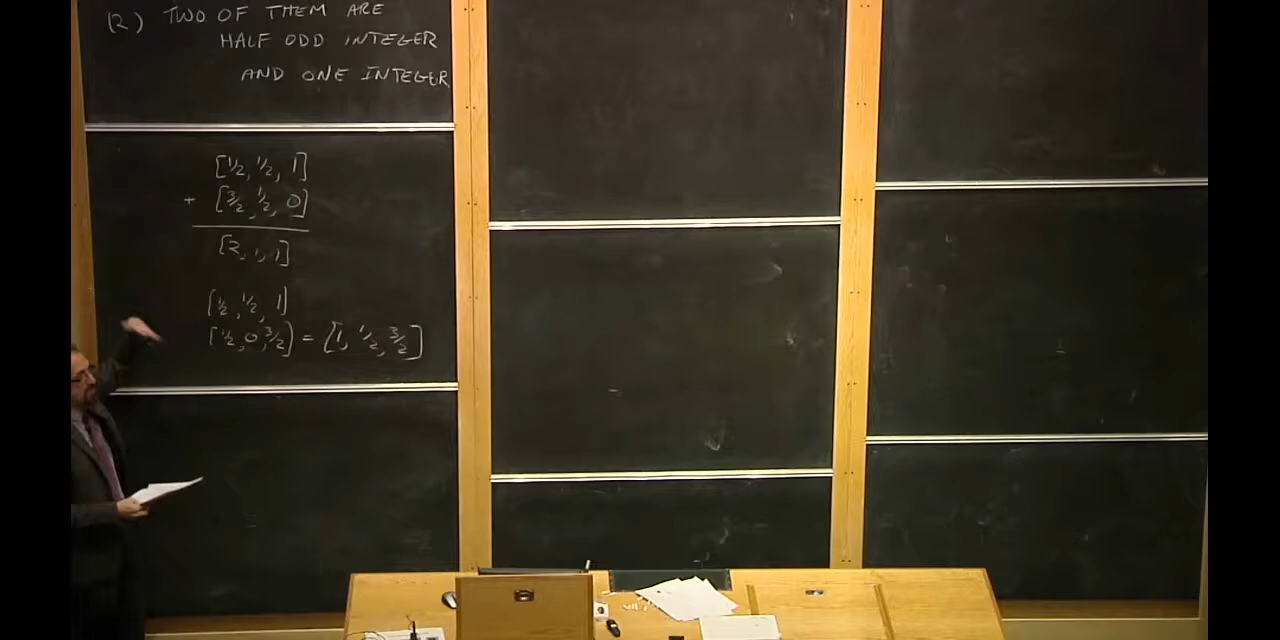 (2) TWO OF THEM ARE
HALF ODD INTEGER
AND ONE INTEGER
[1/2, 1/2, 1]
+ [3/2, 1/2, 0]
[2, 1, 1]
[1/2, 1/2, 1]
[1/2, 0, 3/2] = [1, 1/2, 3/2]